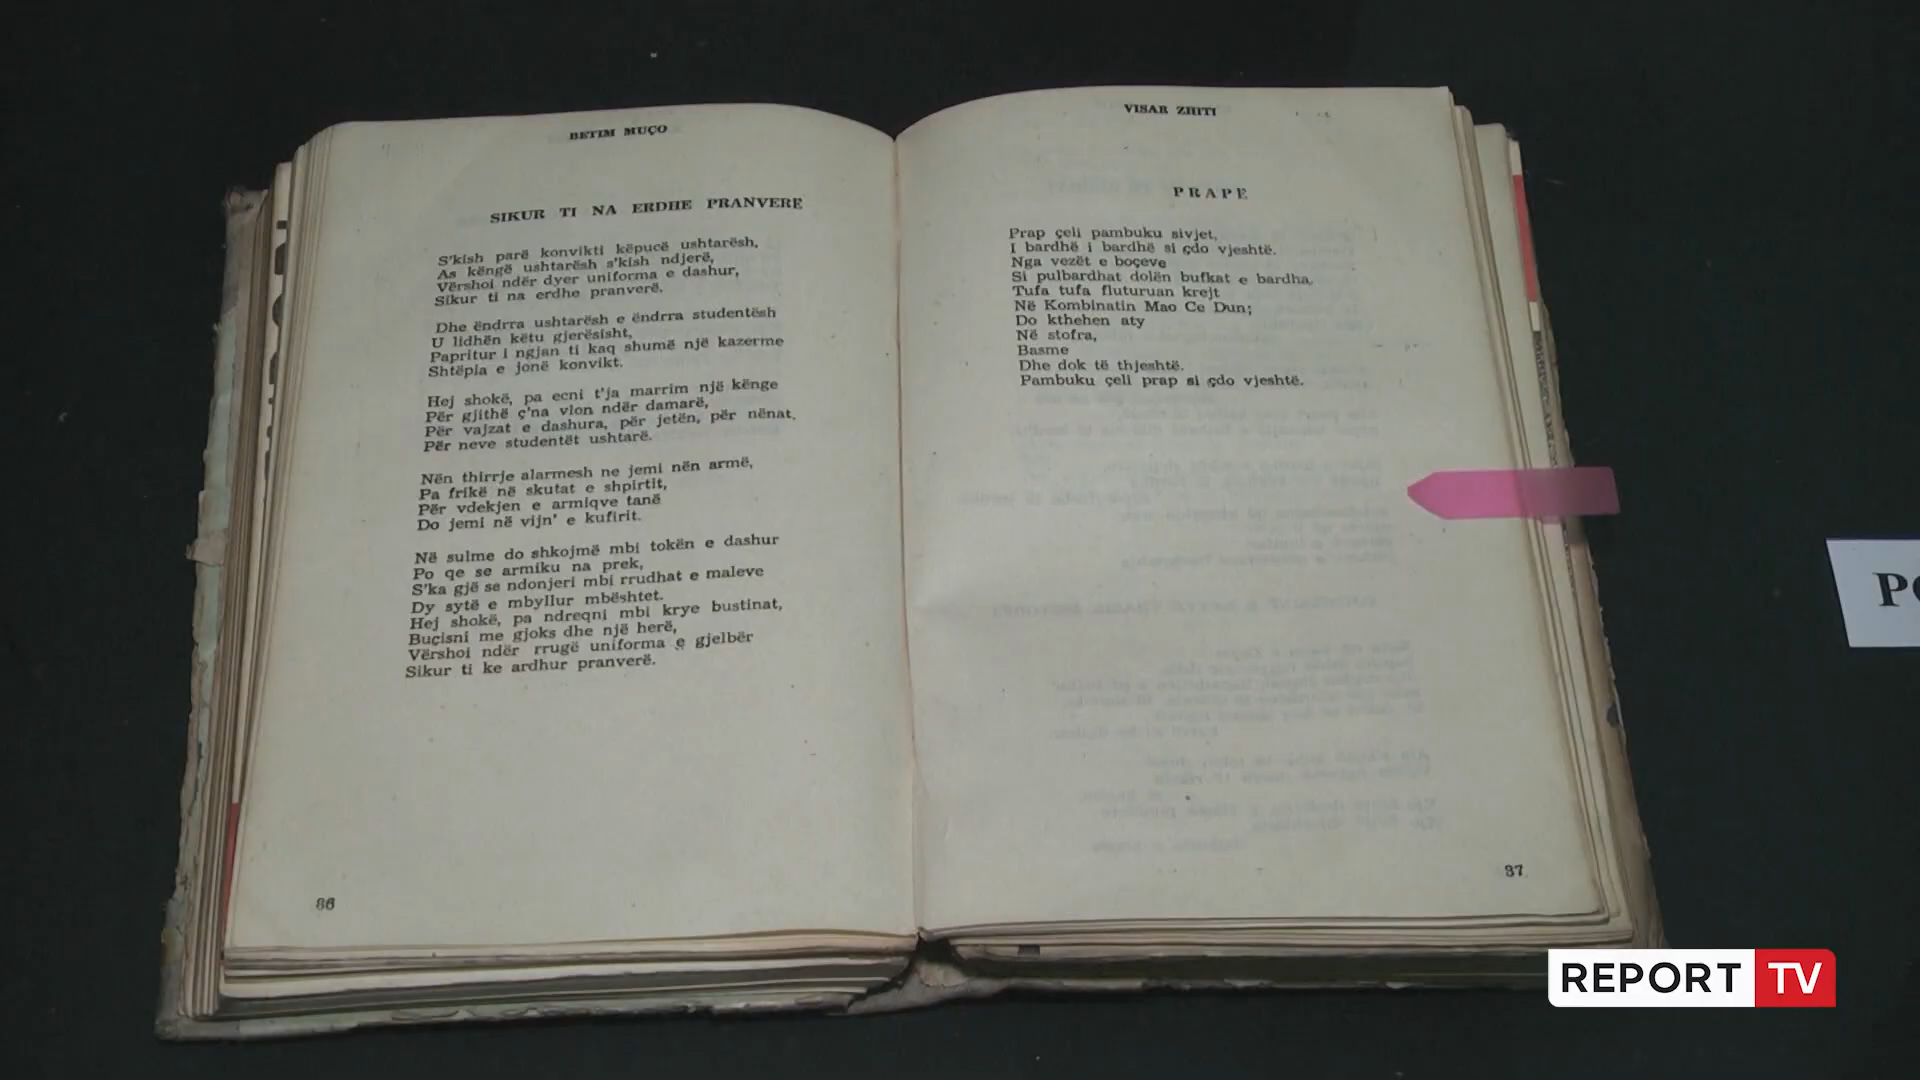 BETIM MUÇO
SIKUR TI NA ERDHE PRANVERE
S'kish parë konvikti këpucë ushtarësh,
As këngë ushtarësh s'kish ndjerë,
Vërshoi ndër dyer uniforma e dashur,
Sikur ti na erdhe pranverë.
Dhe ëndrra ushtarësh e ëndrra studentësh
U lidhën këtu gjerësisht,
Papritur i ngjan ti kaq shumë një kazerme
Shtëpia e jonë konvikt.
Hej shokë, pa ecni t'ja marrim një kënge
Për gjithë ç'na vlon ndër damarë,
Për vajzat e dashura, për jetën, për nënat,
Për neve studentët ushtarë.
Nën thirrje alarmesh ne jemi nën armë,
Pa frikë në skutat e shpirtit,
Për vdekjen e armiqve tanë
Do jemi në vijn' e kufirit.
Në sulme do shkojmë mbi tokën e dashur
Po qe se armiku na prek,
S'ka gjë se ndonjeri mbi rrudhat e maleve
Dy sytë e mbyllur mbështet.
Hej shokë, pa ndreqni mbi krye bustinat,
Buçisni me gjoks dhe një herë,
Vërshoi ndër rrugë uniforma e gjelbër
Sikur ti ke ardhur pranverë.
86
VISAR ZHITI
PRAPE
Prap çeli pambuku sivjet,
I bardhë i bardhë si çdo vjeshtë.
Nga vezët e boçeve
Si pulbardhat dolën bufkat e bardha,
Tufa tufa fluturuan krejt
Në Kombinatin Mao Ce Dun;
Do kthehen aty
Në stofra,
Basme
Dhe dok të thjeshtë.
Pambuku çeli prap si çdo vjeshtë.
87
REPORT TV